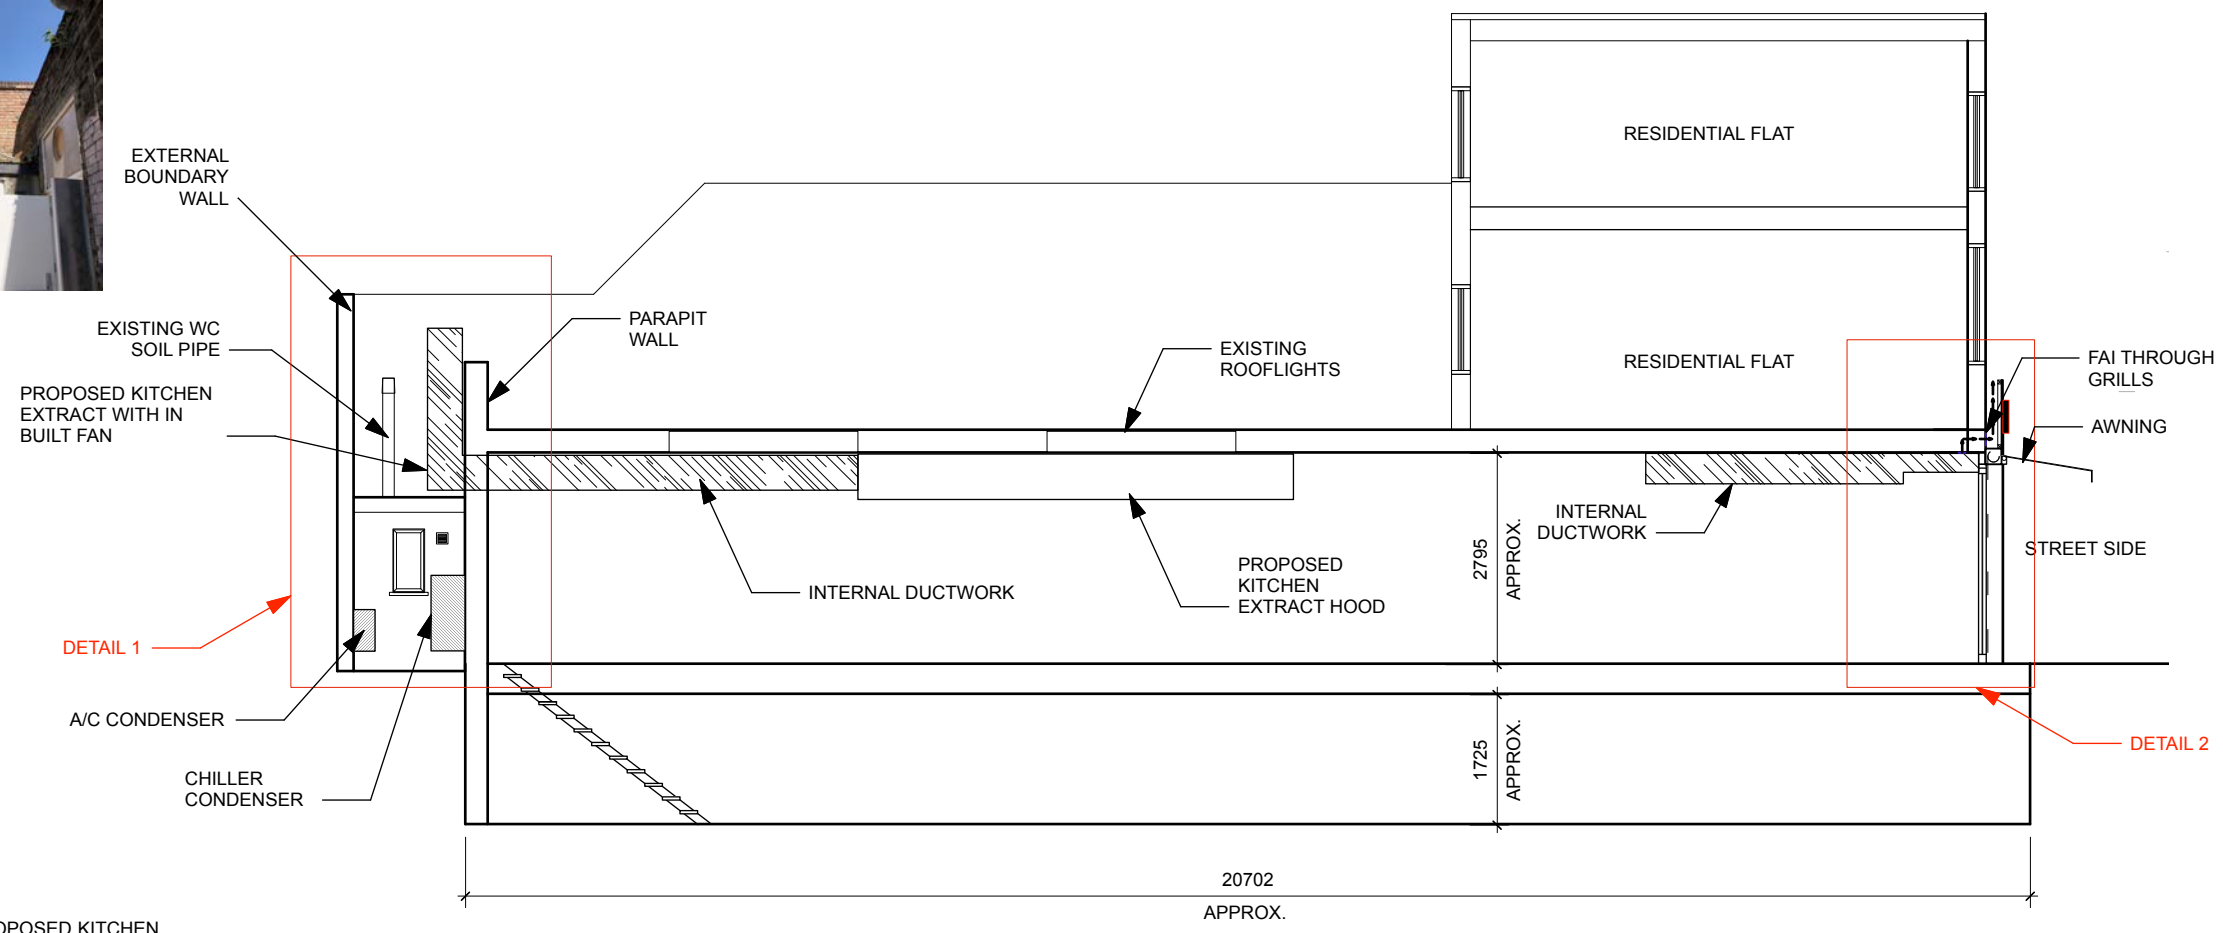 RESIDENTIAL FLAT
EXTERNAL
BOUNDARY
WALL
EXISTING WC
SOIL PIPE
PARAPIT
WALL
EXISTING
ROOFLIGHTS
RESIDENTIAL FLAT
FAI THROUGH
GRILLS
PROPOSED KITCHEN
EXTRACT WITH IN
BUILT FAN
AWNING
INTERNAL
DUCTWORK
2795
APPROX.
STREET SIDE
INTERNAL DUCTWORK
PROPOSED
KITCHEN
EXTRACT HOOD
DETAIL 1
A/C CONDENSER
CHILLER
CONDENSER
1725
APPROX.
DETAIL 2
20702
APPROX.
OPOSED KITCHEN